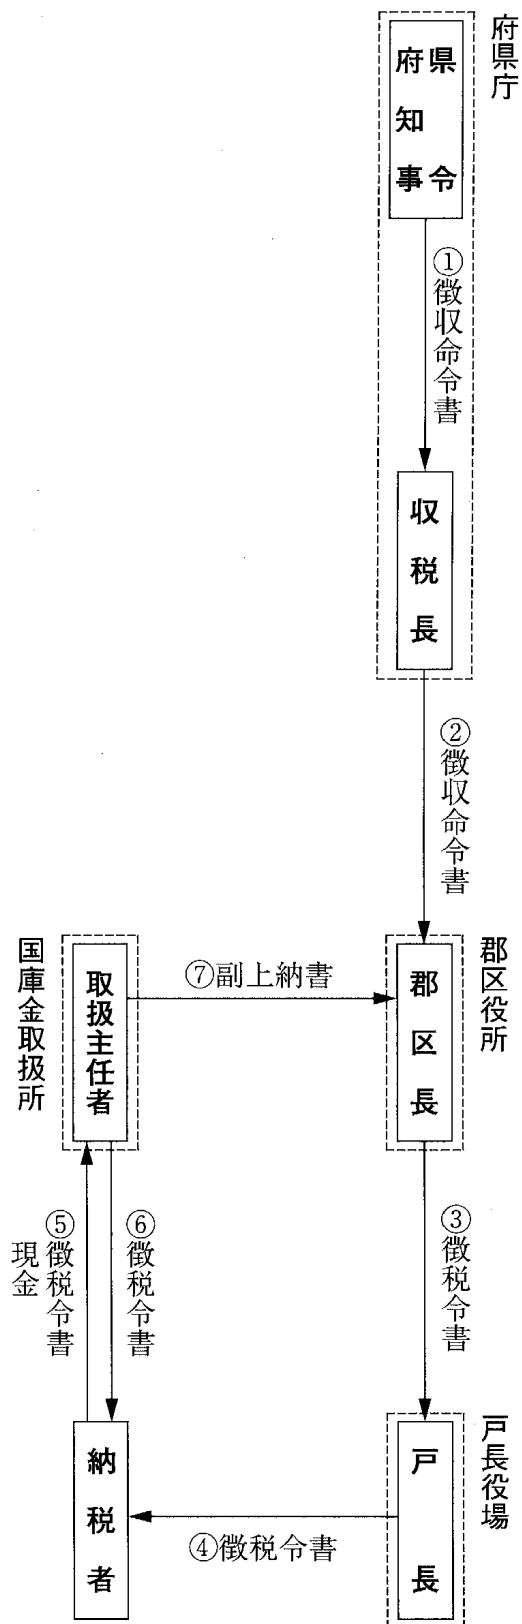 府県庁
府県
知
事令
①徴収命令書
収税長
②徴収命令書
郡区役所
郡区長
③徴税令書
戸長役場
戸長
④徴税令書
納税者
⑤徴税令書
現金
⑥徴税令書
国庫金取扱所
取扱主任者
⑦副上納書